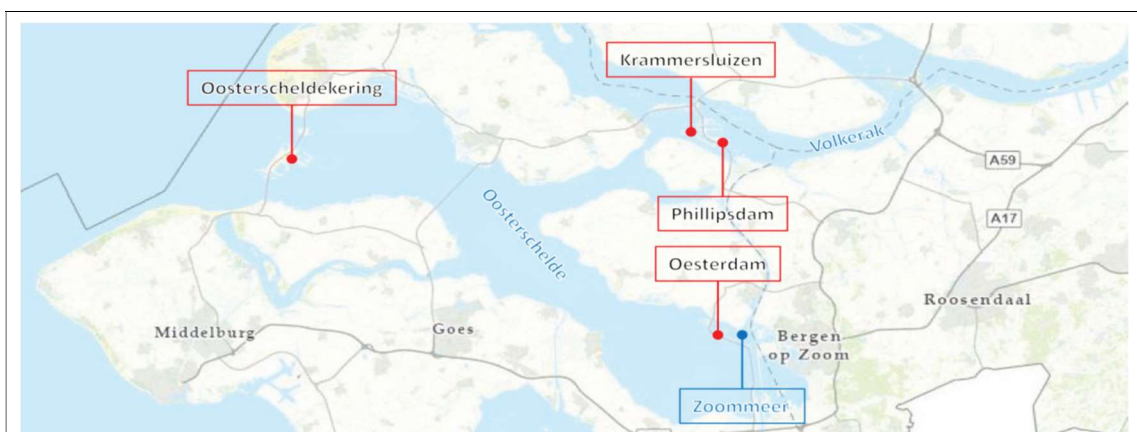 Krammersluizen
Oosterscheldekering
Volkerak
A59
Oosterschelde
Phillipsdam
A17
Oesterdam
Roosendaal
Middelburg
Goes
Bergen
op Zoom
Zoommeer